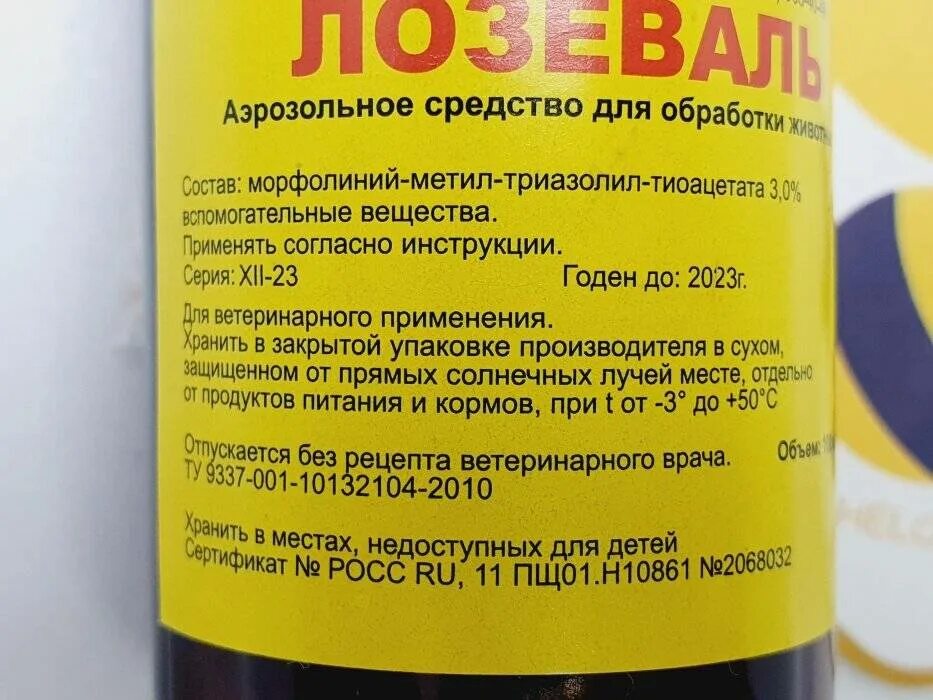 ЛОЗЕВАЛЬ
Аэрозольное средство для обработки
Состав: морфолиний-метил-триазолил-тиоацетата 3,0%
вспомогательные вещества.
Применять согласно инструкции.
Серия: XII-23 Годен до: 2023г.
Для ветеринарного применения.
Хранить в закрытой упаковке производителя в сухом,
защищенном от прямых солнечных лучей месте, отдельно
от продуктов питания и кормов, при t от -3° до +50°С
Отпускается без рецепта ветеринарного врача. Объем:
ТУ 9337-001-10132104-2010
Хранить в местах, недоступных для детей
Сертификат № РОСС RU, 11 ПЩ01.Н10861 №2068032